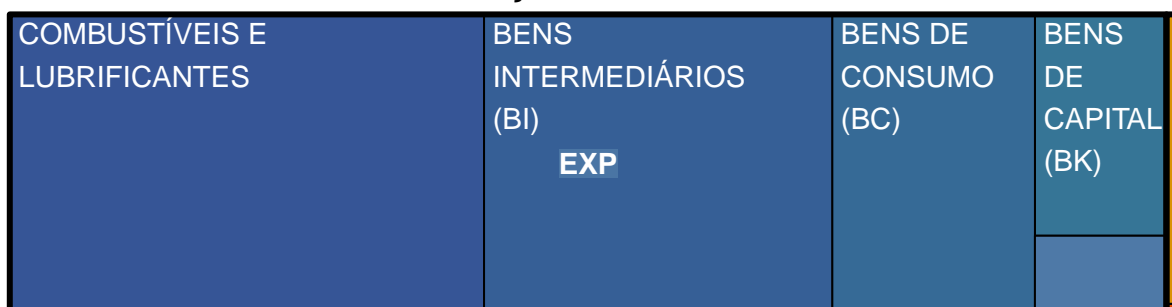 COMBUSTÍVEIS E
LUBRIFICANTES
BENS
INTERMEDIÁRIOS
(BI)
EXP
BENS DE
CONSUMO
(BC)
BENS
DE
CAPITAL
(BK)